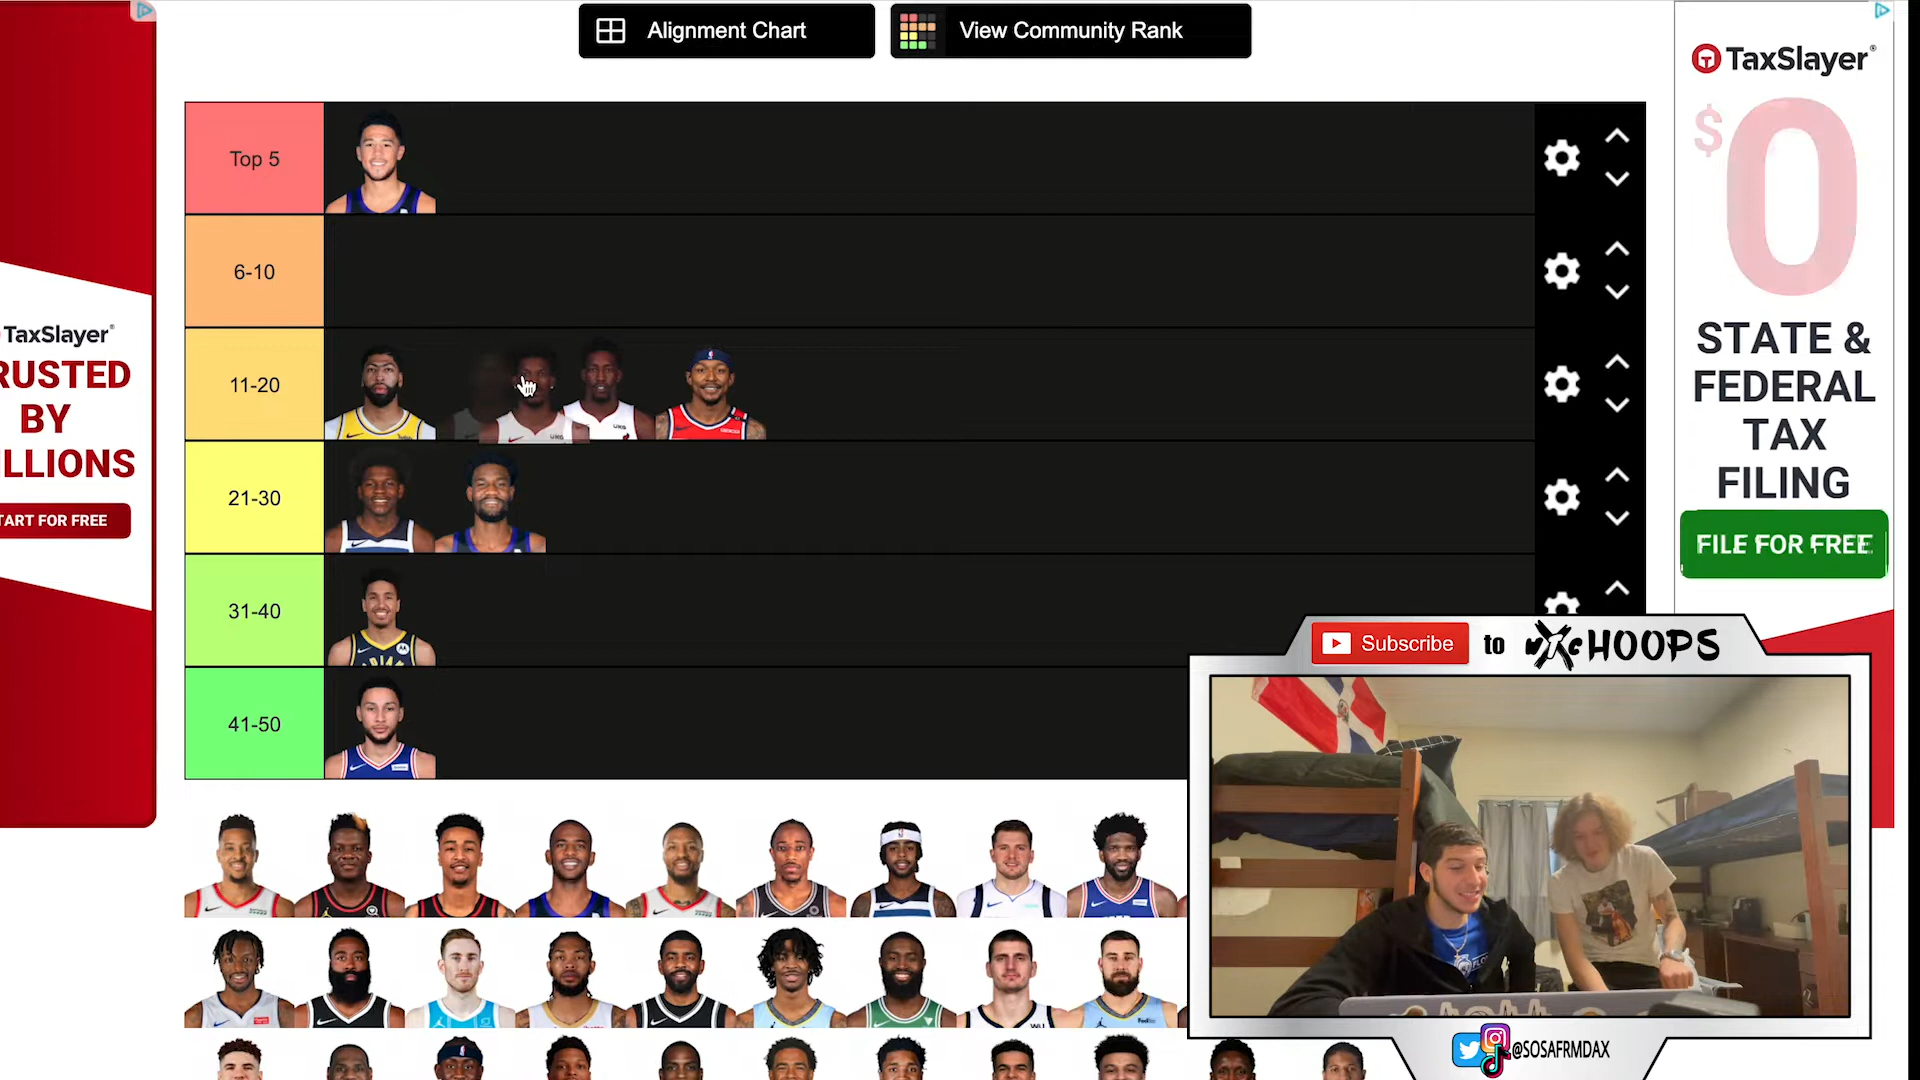 Alignment Chart
View Community Rank
TaxSlayer
$0
STATE &
FEDERAL
TAX
FILING
FILE FOR FREE
TaxSlayer
RUSTED
BY
ILLIONS
TART FOR FREE
Top 5
6-10
11-20
21-30
31-40
41-50
Subscribe to HOOPS
@SOSAFRMDAX